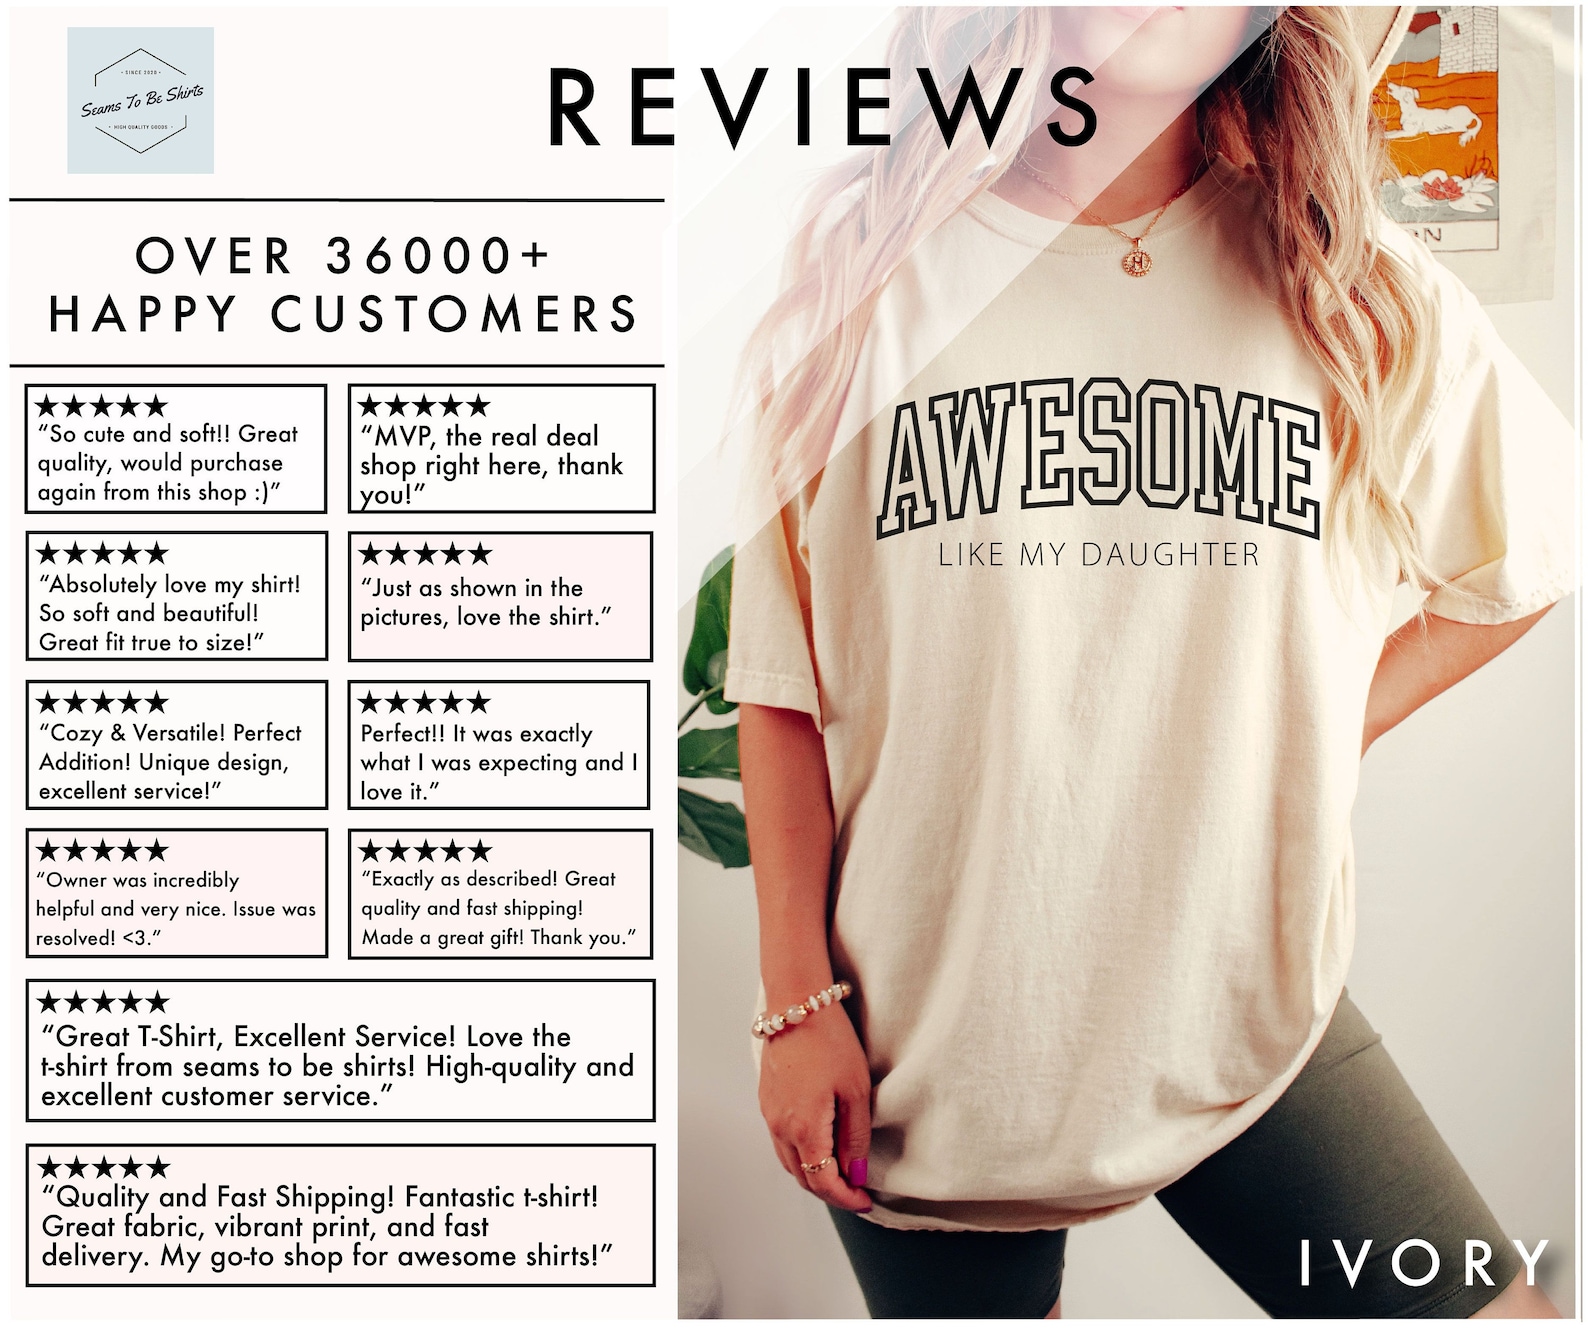 · SINCE 2020 ·
Seams To Be Shirts
· HIGH QUALITY GOODS ·
REVIEWS
OVER 36000+
HAPPY CUSTOMERS
★★★★★
“So cute and soft!! Great
quality, would purchase
again from this shop :)”
★★★★★
“MVP, the real deal
shop right here, thank
you!”
★★★★★
“Absolutely love my shirt!
So soft and beautiful!
Great fit true to size!”
★★★★★
“Just as shown in the
pictures, love the shirt.”
★★★★★
“Cozy & Versatile! Perfect
Addition! Unique design,
excellent service!”
★★★★★
Perfect!! It was exactly
what I was expecting and I
love it.”
★★★★★
“Owner was incredibly
helpful and very nice. Issue was
resolved! <3.”
★★★★★
“Exactly as described! Great
quality and fast shipping!
Made a great gift! Thank you.”
★★★★★
“Great T-Shirt, Excellent Service! Love the
t-shirt from seams to be shirts! High-quality and
excellent customer service.”
★★★★★
“Quality and Fast Shipping! Fantastic t-shirt!
Great fabric, vibrant print, and fast
delivery. My go-to shop for awesome shirts!”
AWESOME
LIKE MY DAUGHTER
IVORY